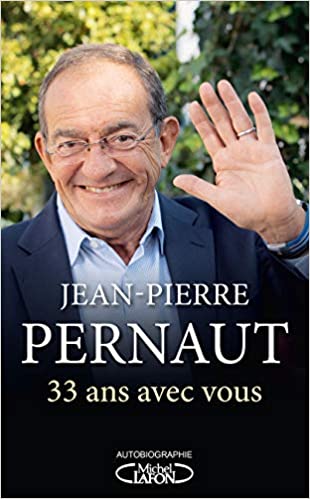 JEAN-PIERRE
PERNAUT
33 ans avec vous
AUTOBIOGRAPHIE
Michel
LAFON